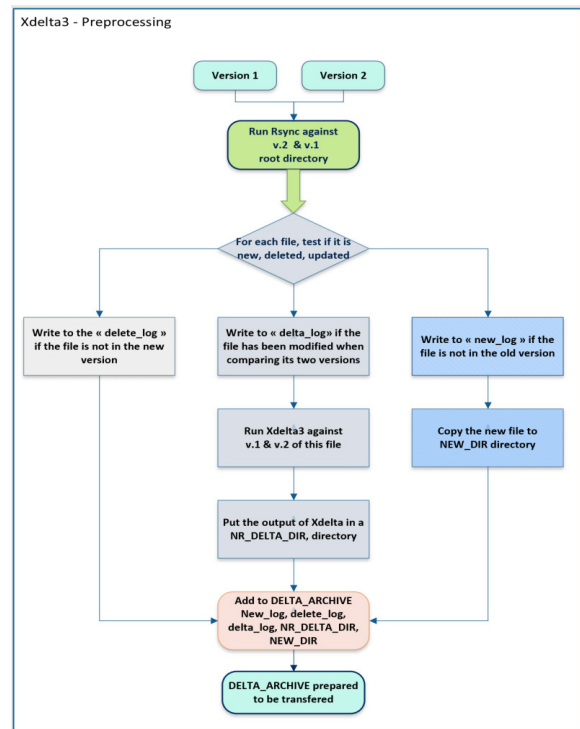 Xdelta3 - Preprocessing
Version 1
Version 2
Run Rsync against
v.2 & v.1
root directory
For each file, test if it is
new, deleted, updated
Write to the « delete_log »
if the file is not in the new
version
Write to « delta_log» if the
file has been modified when
comparing its two versions
Write to « new_log » if the
file is not in the old version
Run Xdelta3 against
v.1 & v.2 of this file
Copy the new file to
NEW_DIR directory
Put the output of Xdelta in a
NR_DELTA_DIR, directory
Add to DELTA_ARCHIVE
New_log, delete_log,
delta_log, NR_DELTA_DIR,
NEW_DIR
DELTA_ARCHIVE prepared
to be transfered